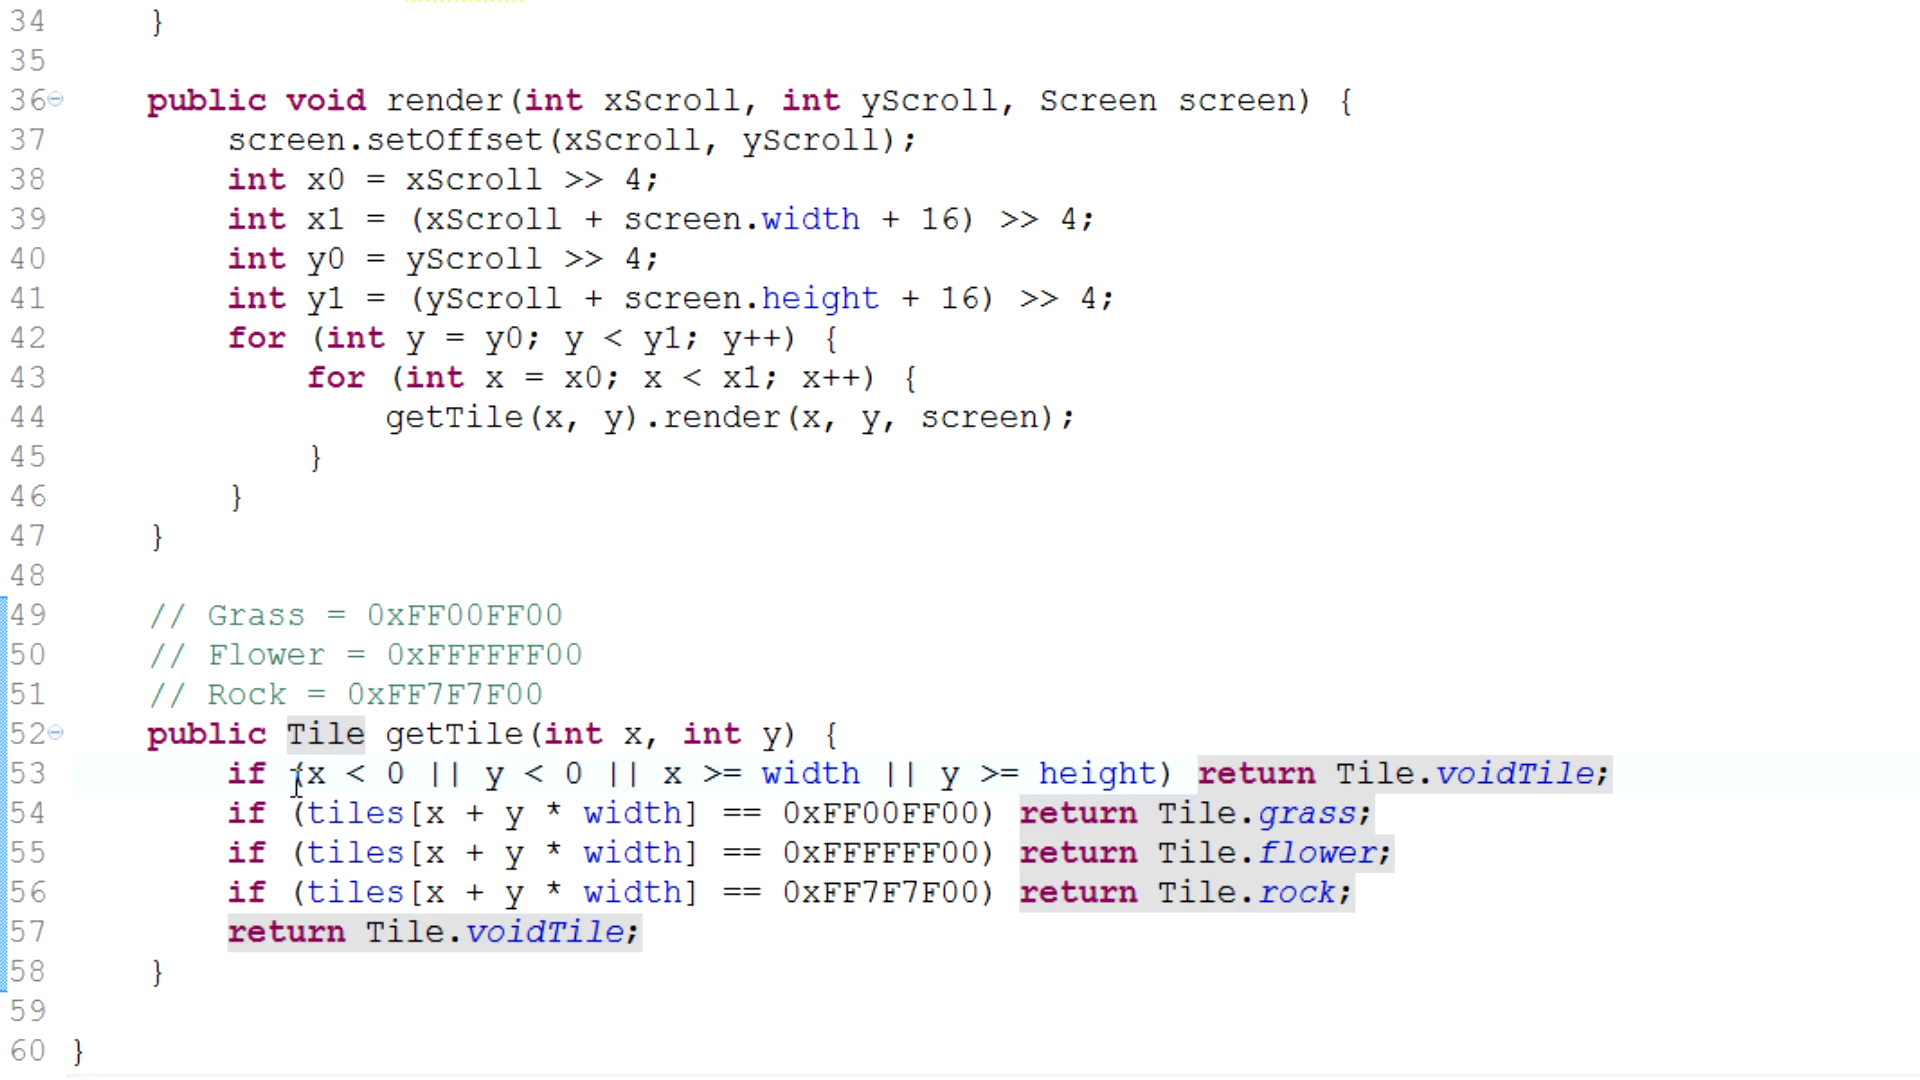 34 }
35
36 public void render(int xScroll, int yScroll, Screen screen) {
37 screen.setOffset(xScroll, yScroll);
38 int x0 = xScroll >> 4;
39 int x1 = (xScroll + screen.width + 16) >> 4;
40 int y0 = yScroll >> 4;
41 int y1 = (yScroll + screen.height + 16) >> 4;
42 for (int y = y0; y < y1; y++) {
43 for (int x = x0; x < x1; x++) {
44 getTile(x, y).render(x, y, screen);
45 }
46 }
47 }
48
49 // Grass = 0xFF00FF00
50 // Flower = 0xFFFFFF00
51 // Rock = 0xFF7F7F00
52 public Tile getTile(int x, int y) {
53 if (x < 0 || y < 0 || x >= width || y >= height) return Tile.voidTile;
54 if (tiles[x + y * width] == 0xFF00FF00) return Tile.grass;
55 if (tiles[x + y * width] == 0xFFFFFF00) return Tile.flower;
56 if (tiles[x + y * width] == 0xFF7F7F00) return Tile.rock;
57 return Tile.voidTile;
58 }
59
60 }